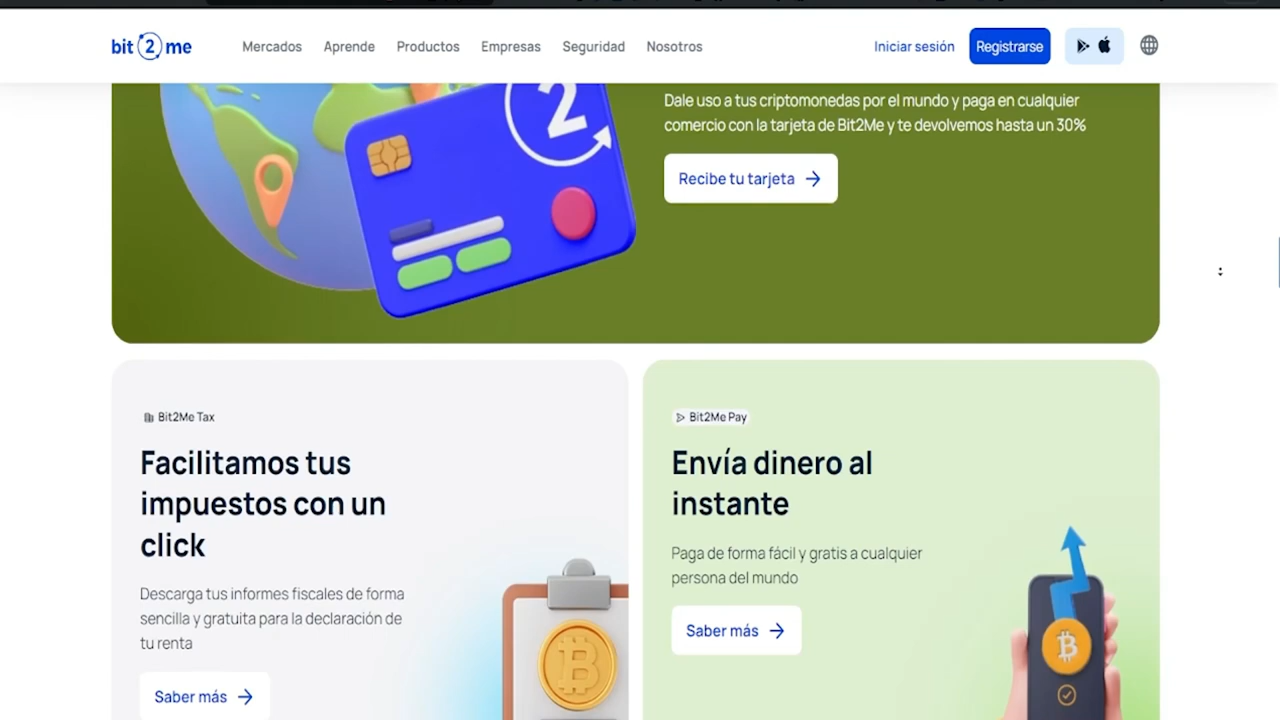 bit2me
Mercados Aprende Productos Empresas Seguridad Nosotros Iniciar sesión Registrarse
Dale uso a tus criptomonedas por el mundo y paga en cualquier
comercio con la tarjeta de Bit2Me y te devolvemos hasta un 30%
Recibe tu tarjeta
2
Bit2Me Tax
Facilitamos tus
impuestos con un
click
Descarga tus informes fiscales de forma
sencilla y gratuita para la declaración de
tu renta
Saber más
Bit2Me Pay
Envía dinero al
instante
Paga de forma fácil y gratis a cualquier
persona del mundo
Saber más